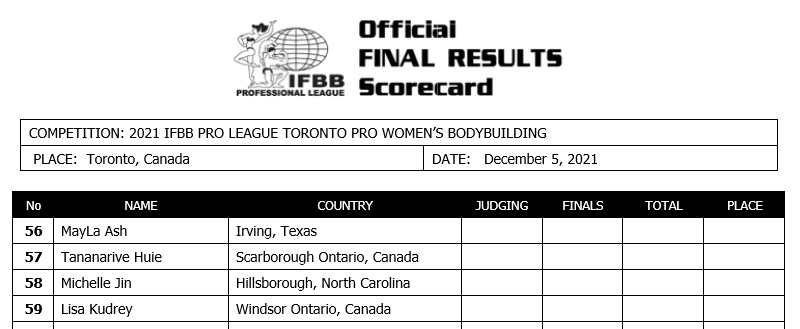 Official
FINAL RESULTS
Scorecard
IFBB
PROFESSIONAL LEAGUE
COMPETITION: 2021 IFBB PRO LEAGUE TORONTO PRO WOMEN’S BODYBUILDING
PLACE: Toronto, Canada DATE: December 5, 2021
No NAME COUNTRY JUDGING FINALS TOTAL PLACE
56 MayLa Ash Irving, Texas
57 Tananarive Huie Scarborough Ontario, Canada
58 Michelle Jin Hillsborough, North Carolina
59 Lisa Kudrey Windsor Ontario, Canada